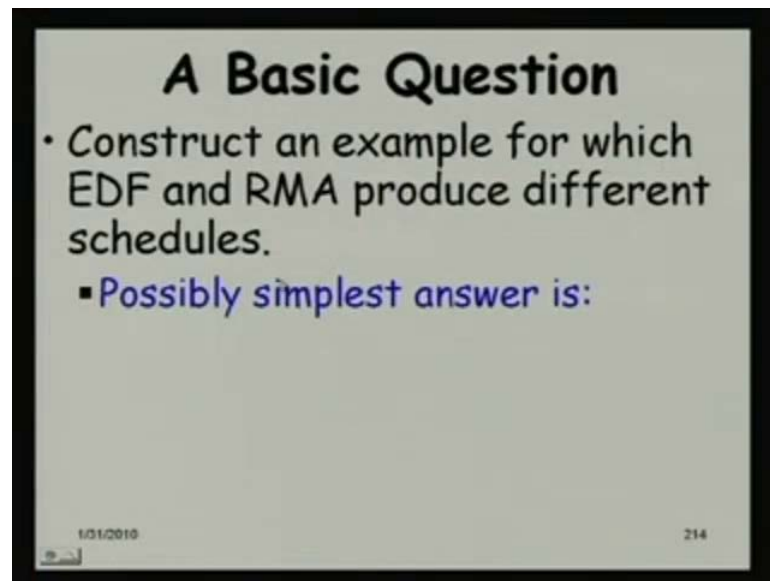 A Basic Question
• Construct an example for which
EDF and RMA produce different
schedules.
▪Possibly simplest answer is:
1/31/2010
214